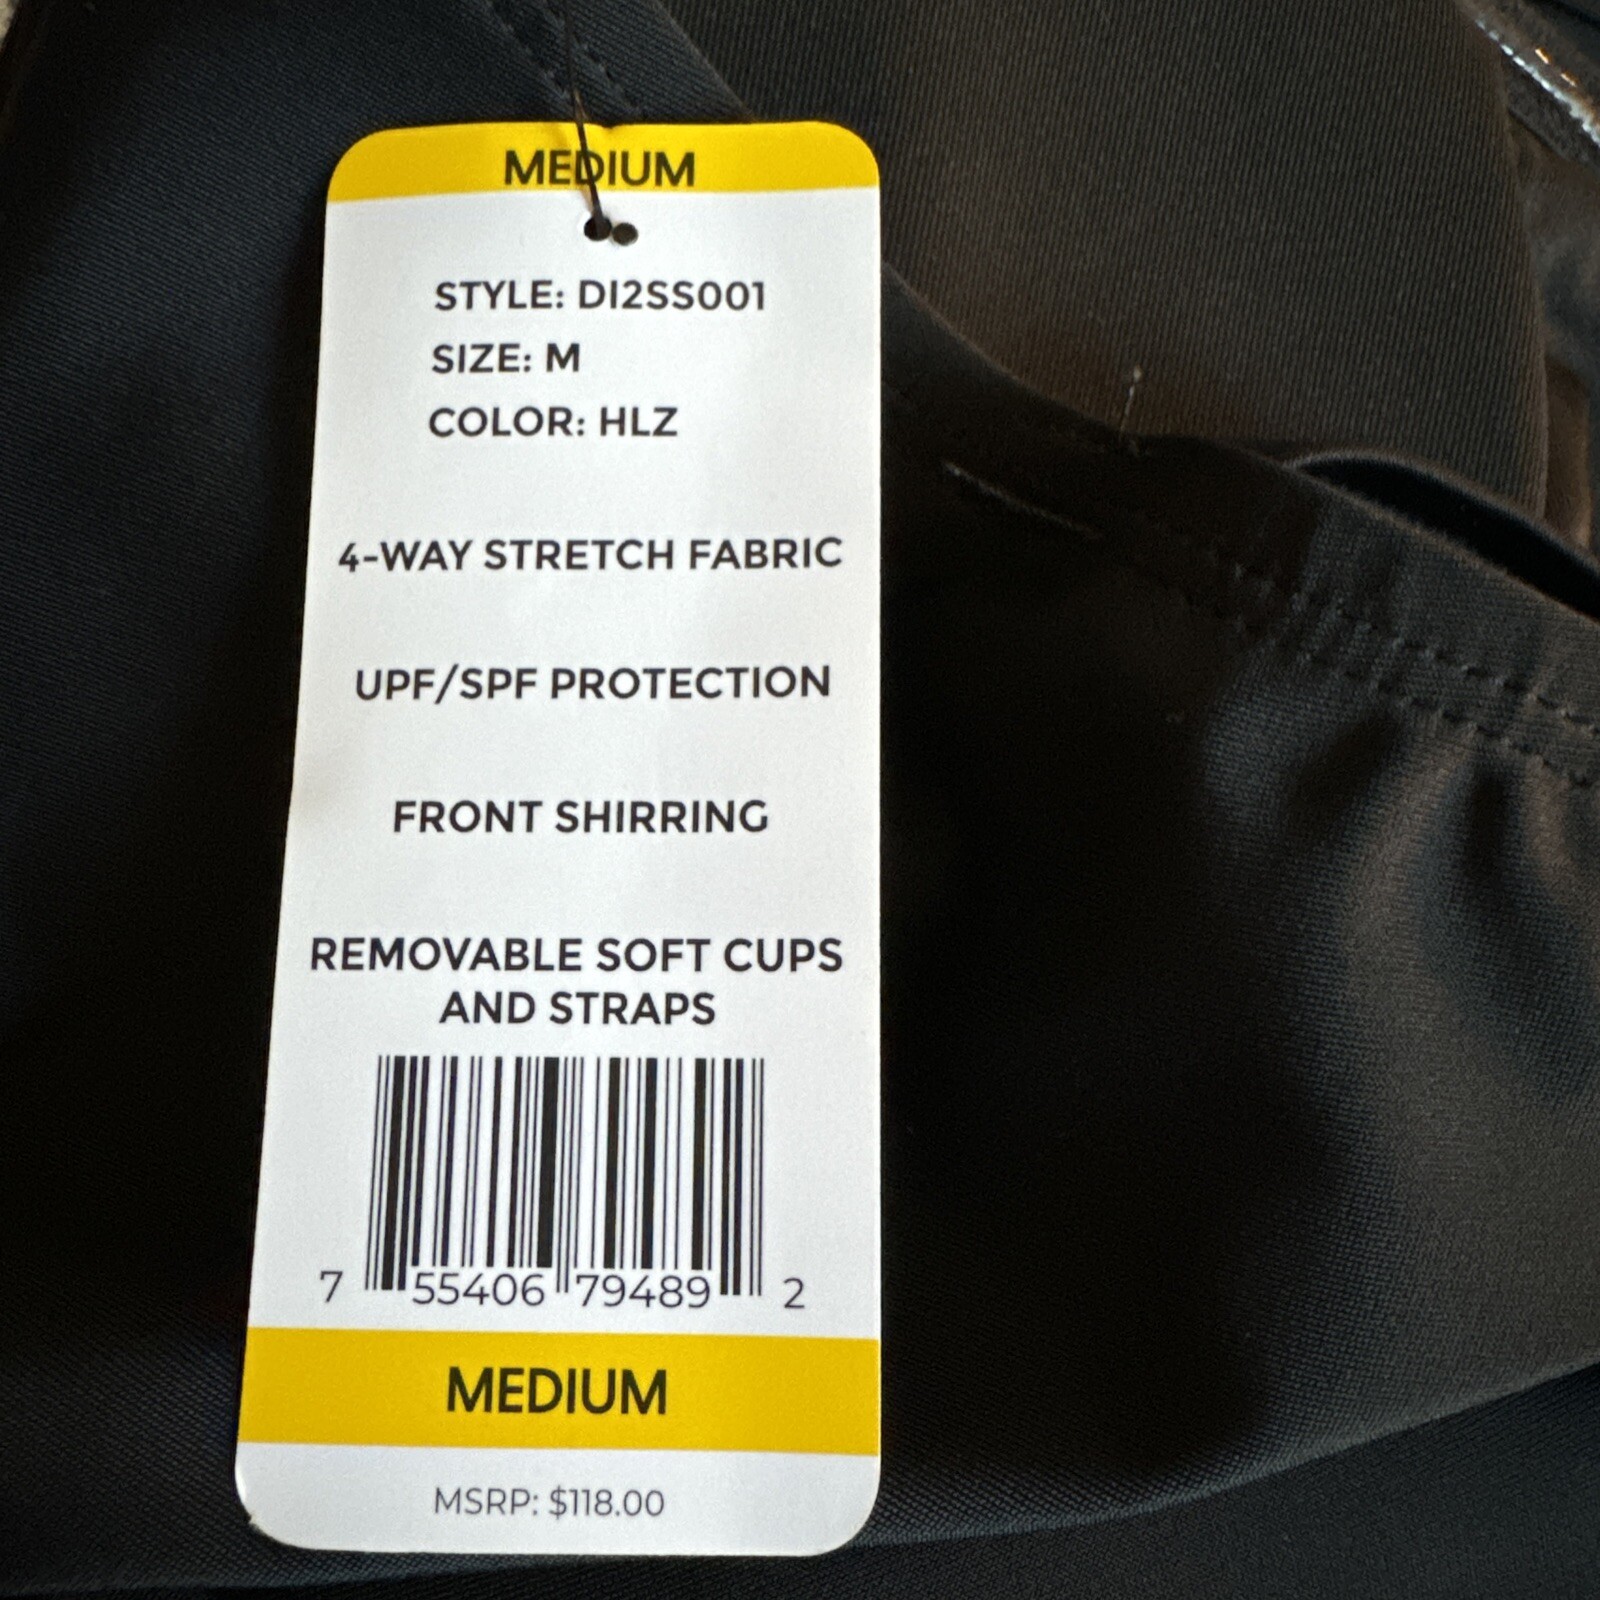 MEDIUM
STYLE: DI2SS001
SIZE: M
COLOR: HLZ
4-WAY STRETCH FABRIC
UPF/SPF PROTECTION
FRONT SHIRRING
REMOVABLE SOFT CUPS
AND STRAPS
7 55406 79489 2
MEDIUM
MSRP: $118.00